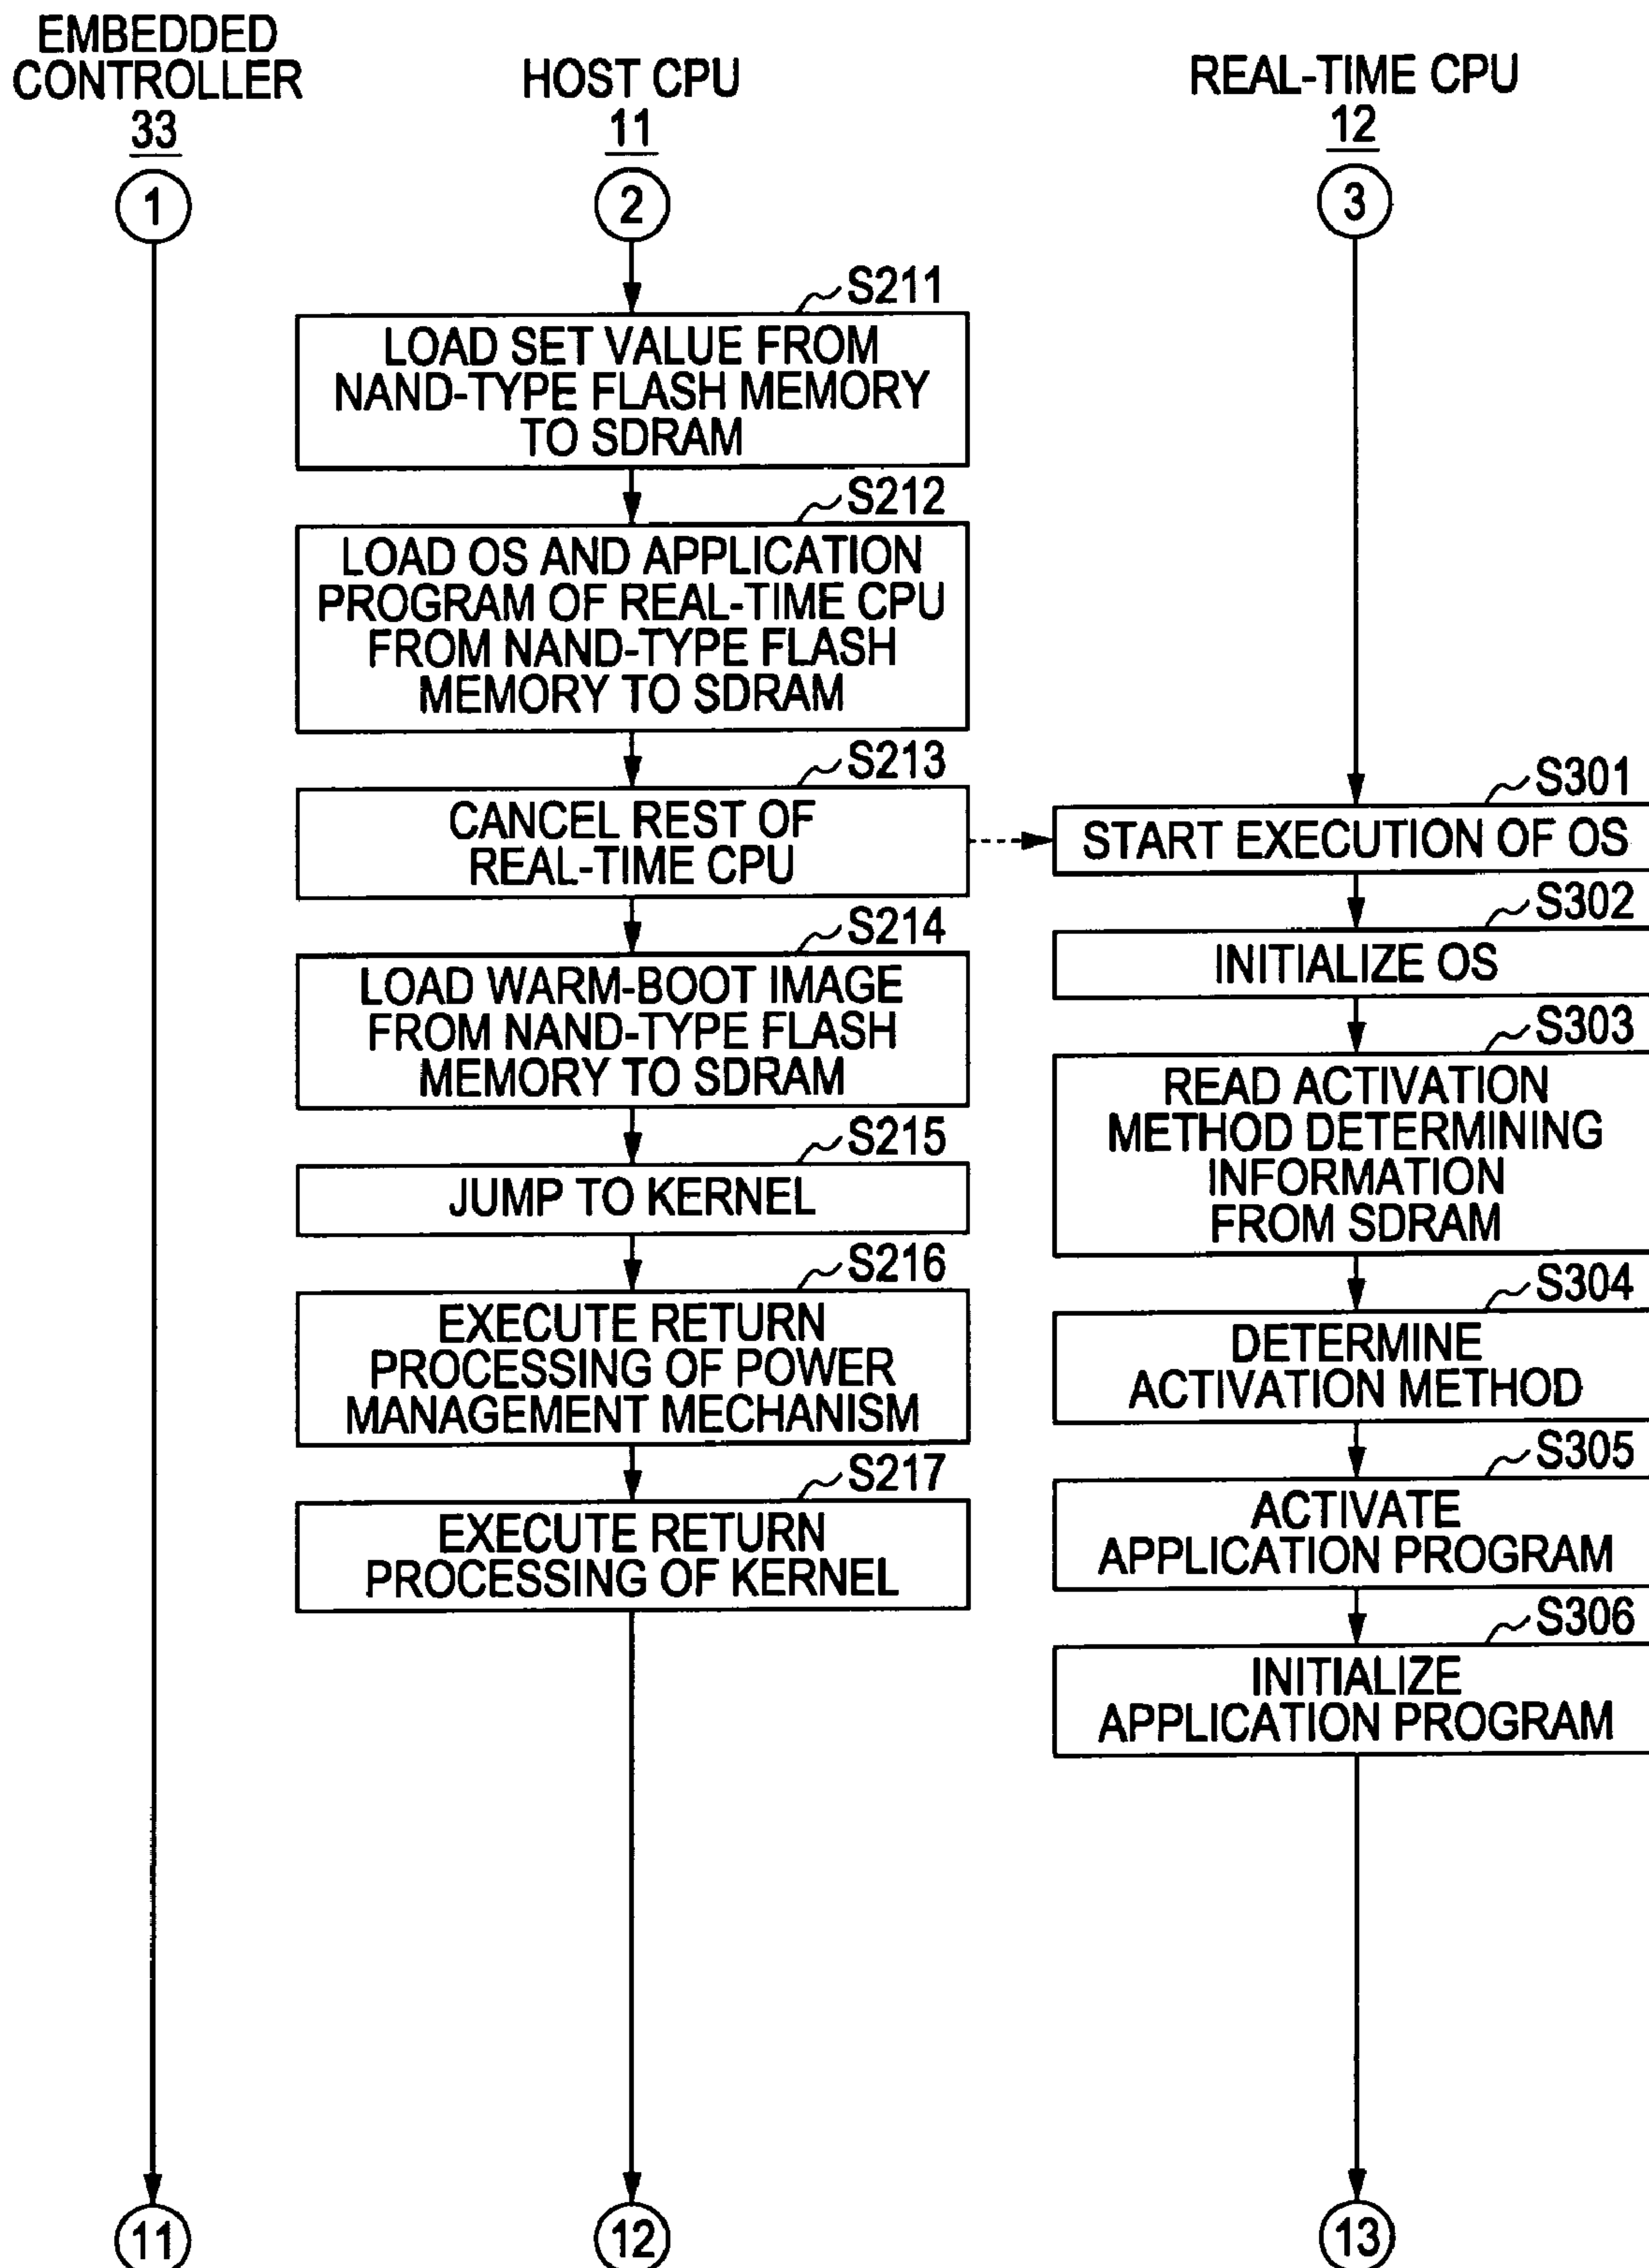 EMBEDDED
CONTROLLER
33
1
HOST CPU
11
2
REAL-TIME CPU
12
3
S211
LOAD SET VALUE FROM
NAND-TYPE FLASH MEMORY
TO SDRAM
S212
LOAD OS AND APPLICATION
PROGRAM OF REAL-TIME CPU
FROM NAND-TYPE FLASH
MEMORY TO SDRAM
S213
CANCEL REST OF
REAL-TIME CPU
S214
LOAD WARM-BOOT IMAGE
FROM NAND-TYPE FLASH
MEMORY TO SDRAM
S215
JUMP TO KERNEL
S216
EXECUTE RETURN
PROCESSING OF POWER
MANAGEMENT MECHANISM
S217
EXECUTE RETURN
PROCESSING OF KERNEL
S301
START EXECUTION OF OS
S302
INITIALIZE OS
S303
READ ACTIVATION
METHOD DETERMINING
INFORMATION
FROM SDRAM
S304
DETERMINE
ACTIVATION METHOD
S305
ACTIVATE
APPLICATION PROGRAM
S306
INITIALIZE
APPLICATION PROGRAM
11
12
13